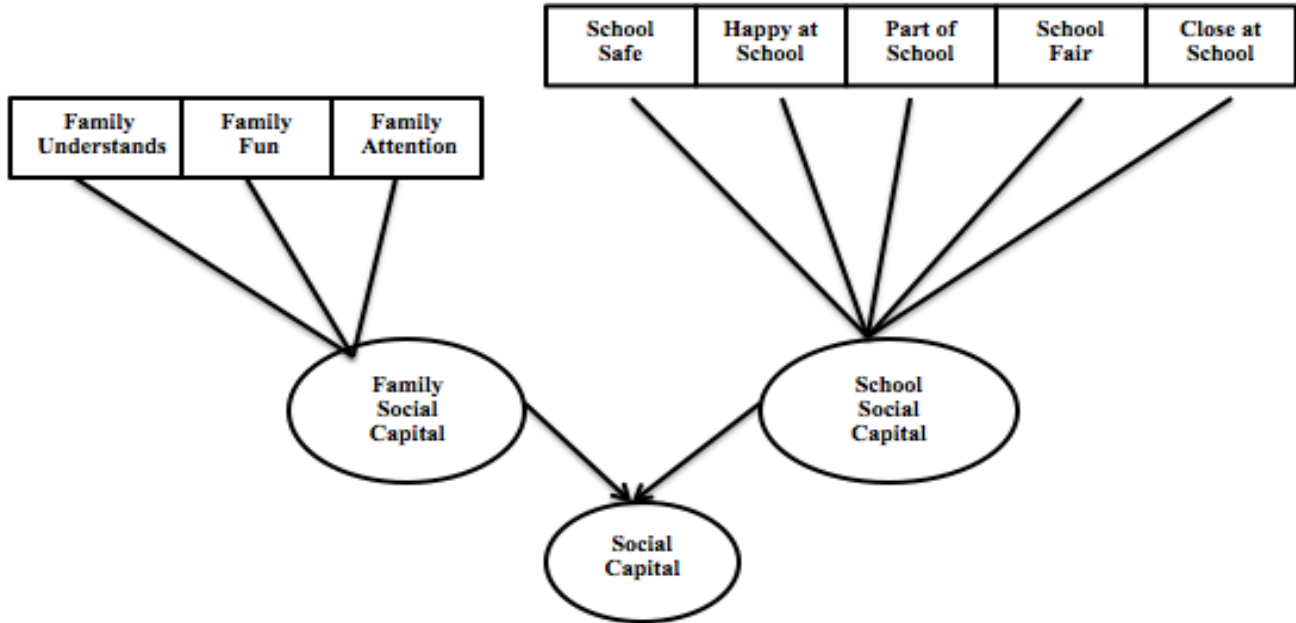 School
Safe
Happy at
School
Part of
School
School
Fair
Close at
School
Family
Understands
Family
Fun
Family
Attention
Family
Social
Capital
School
Social
Capital
Social
Capital